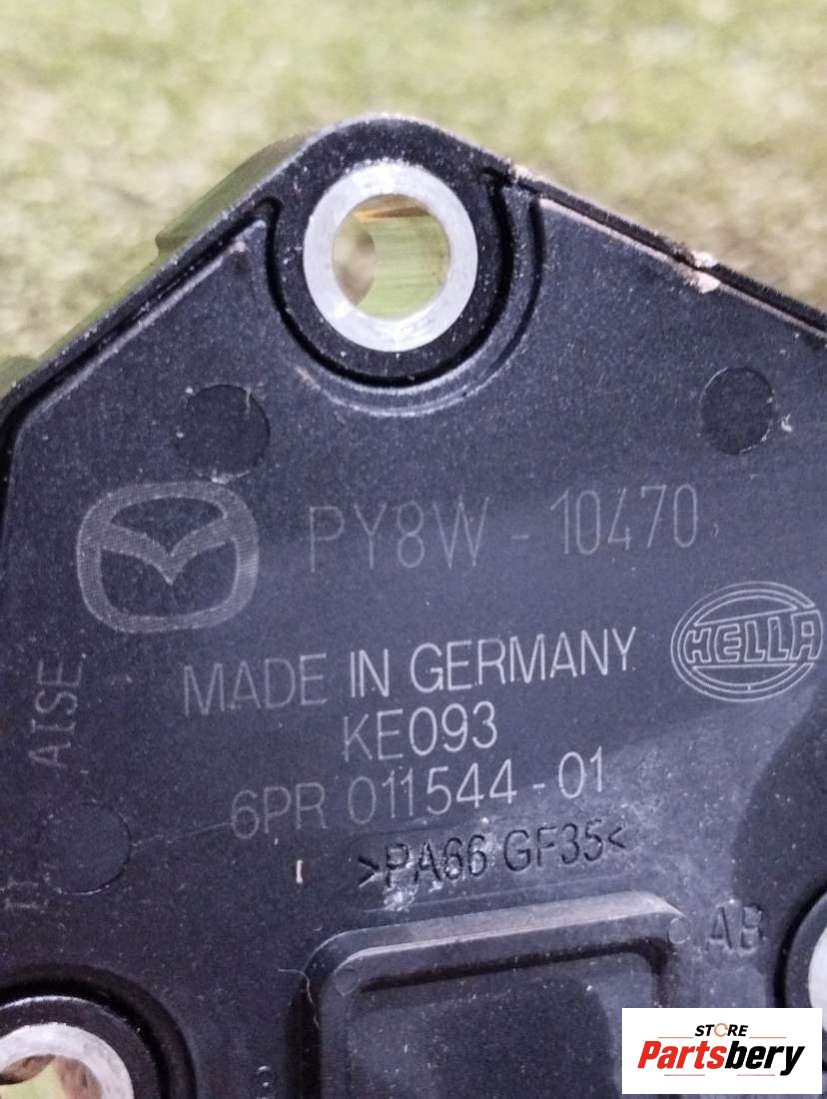 PY8W-10470
HELLA
MADE IN GERMANY
KE093
6PR 011544-01
>PA66 GF35<
AISE
AB
STORE
Partsbery